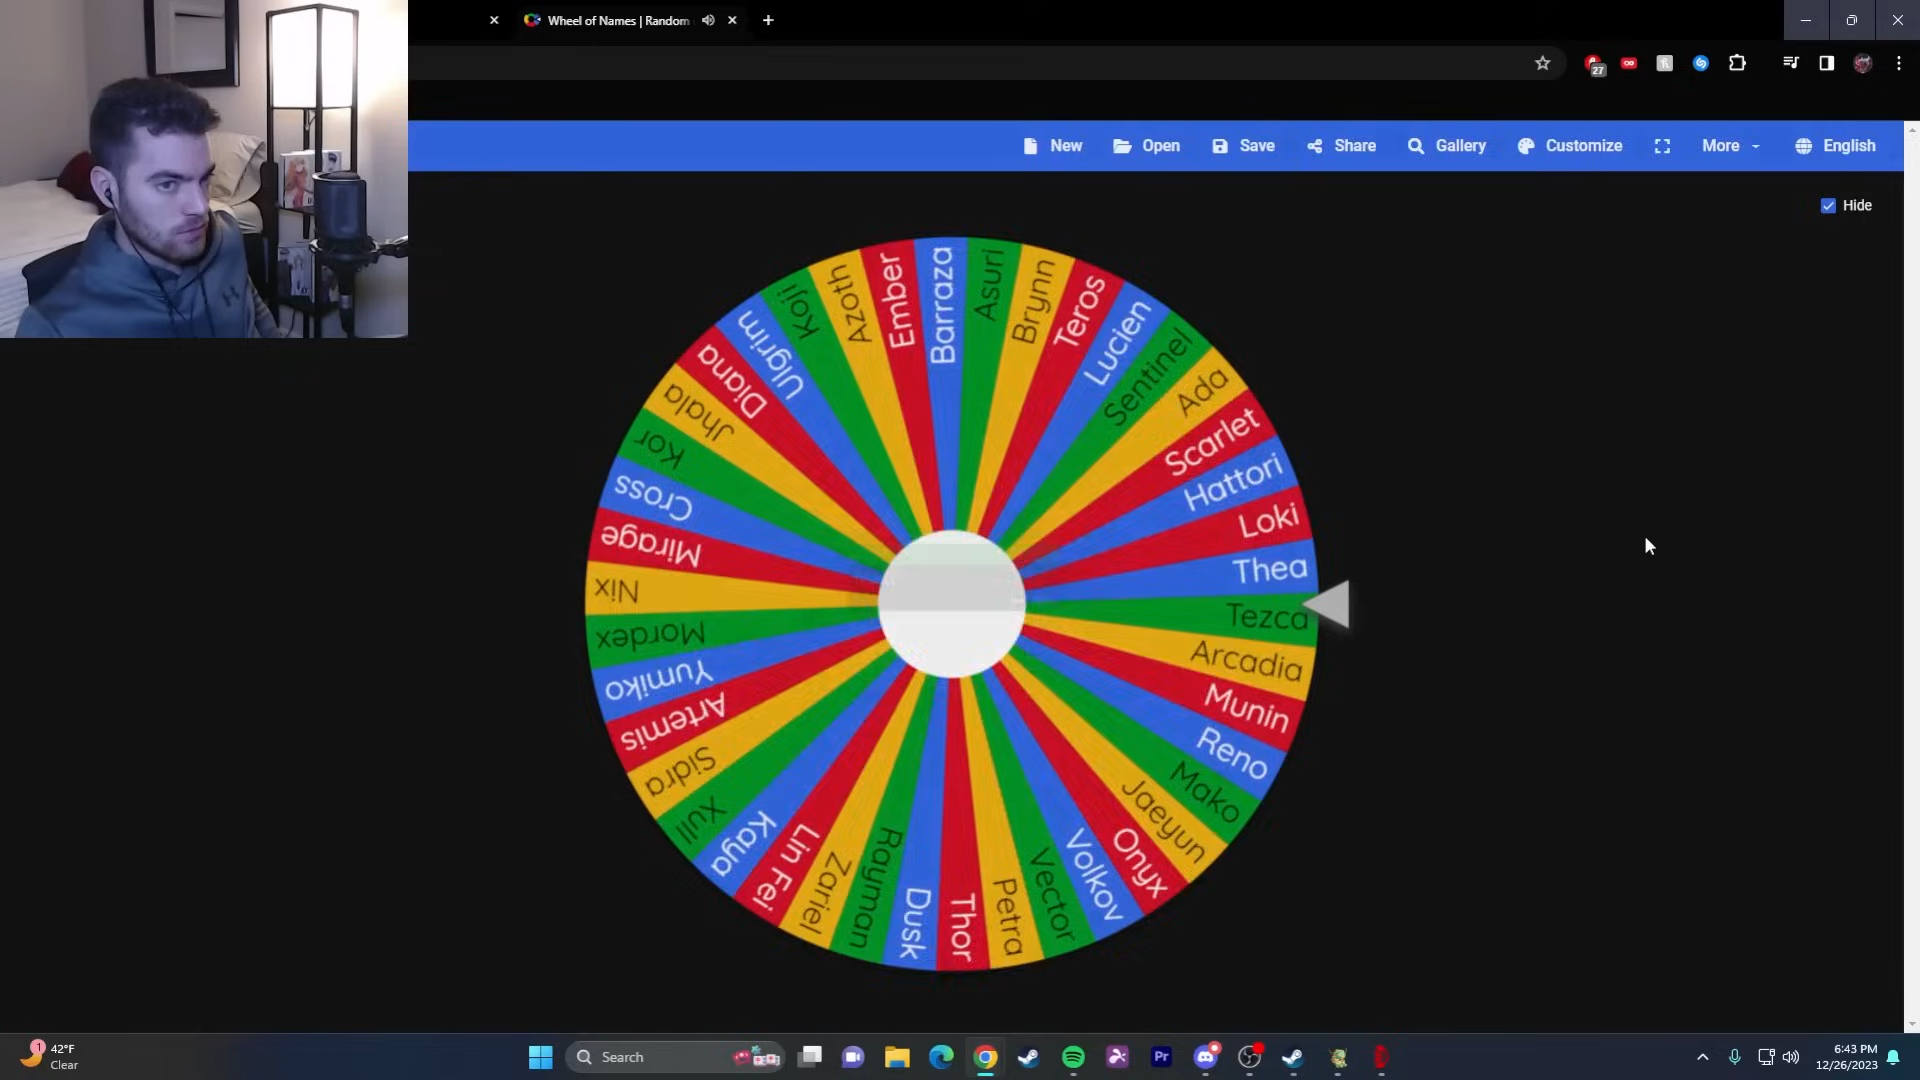 Wheel of Names | Random
27
New
Open
Save
Share
Gallery
Customize
More
English
Hide
Barraza
Asuri
Brynn
Teros
Lucien
Sentinel
Ada
Scarlet
Hattori
Loki
Thea
Tezca
Arcadia
Munin
Reno
Mako
Jaeyun
Onyx
Volkov
Vector
Petra
Thor
Dusk
Rayman
Zariel
Lin Fei
Kaya
Xull
Sidra
Artemis
Yumiko
Mordex
Nix
Mirage
Cross
Kor
Jhala
Diana
Ulgrim
Koji
Azoth
Ember
1
42°F
Clear
Search
Pr
6:43 PM
12/26/2023